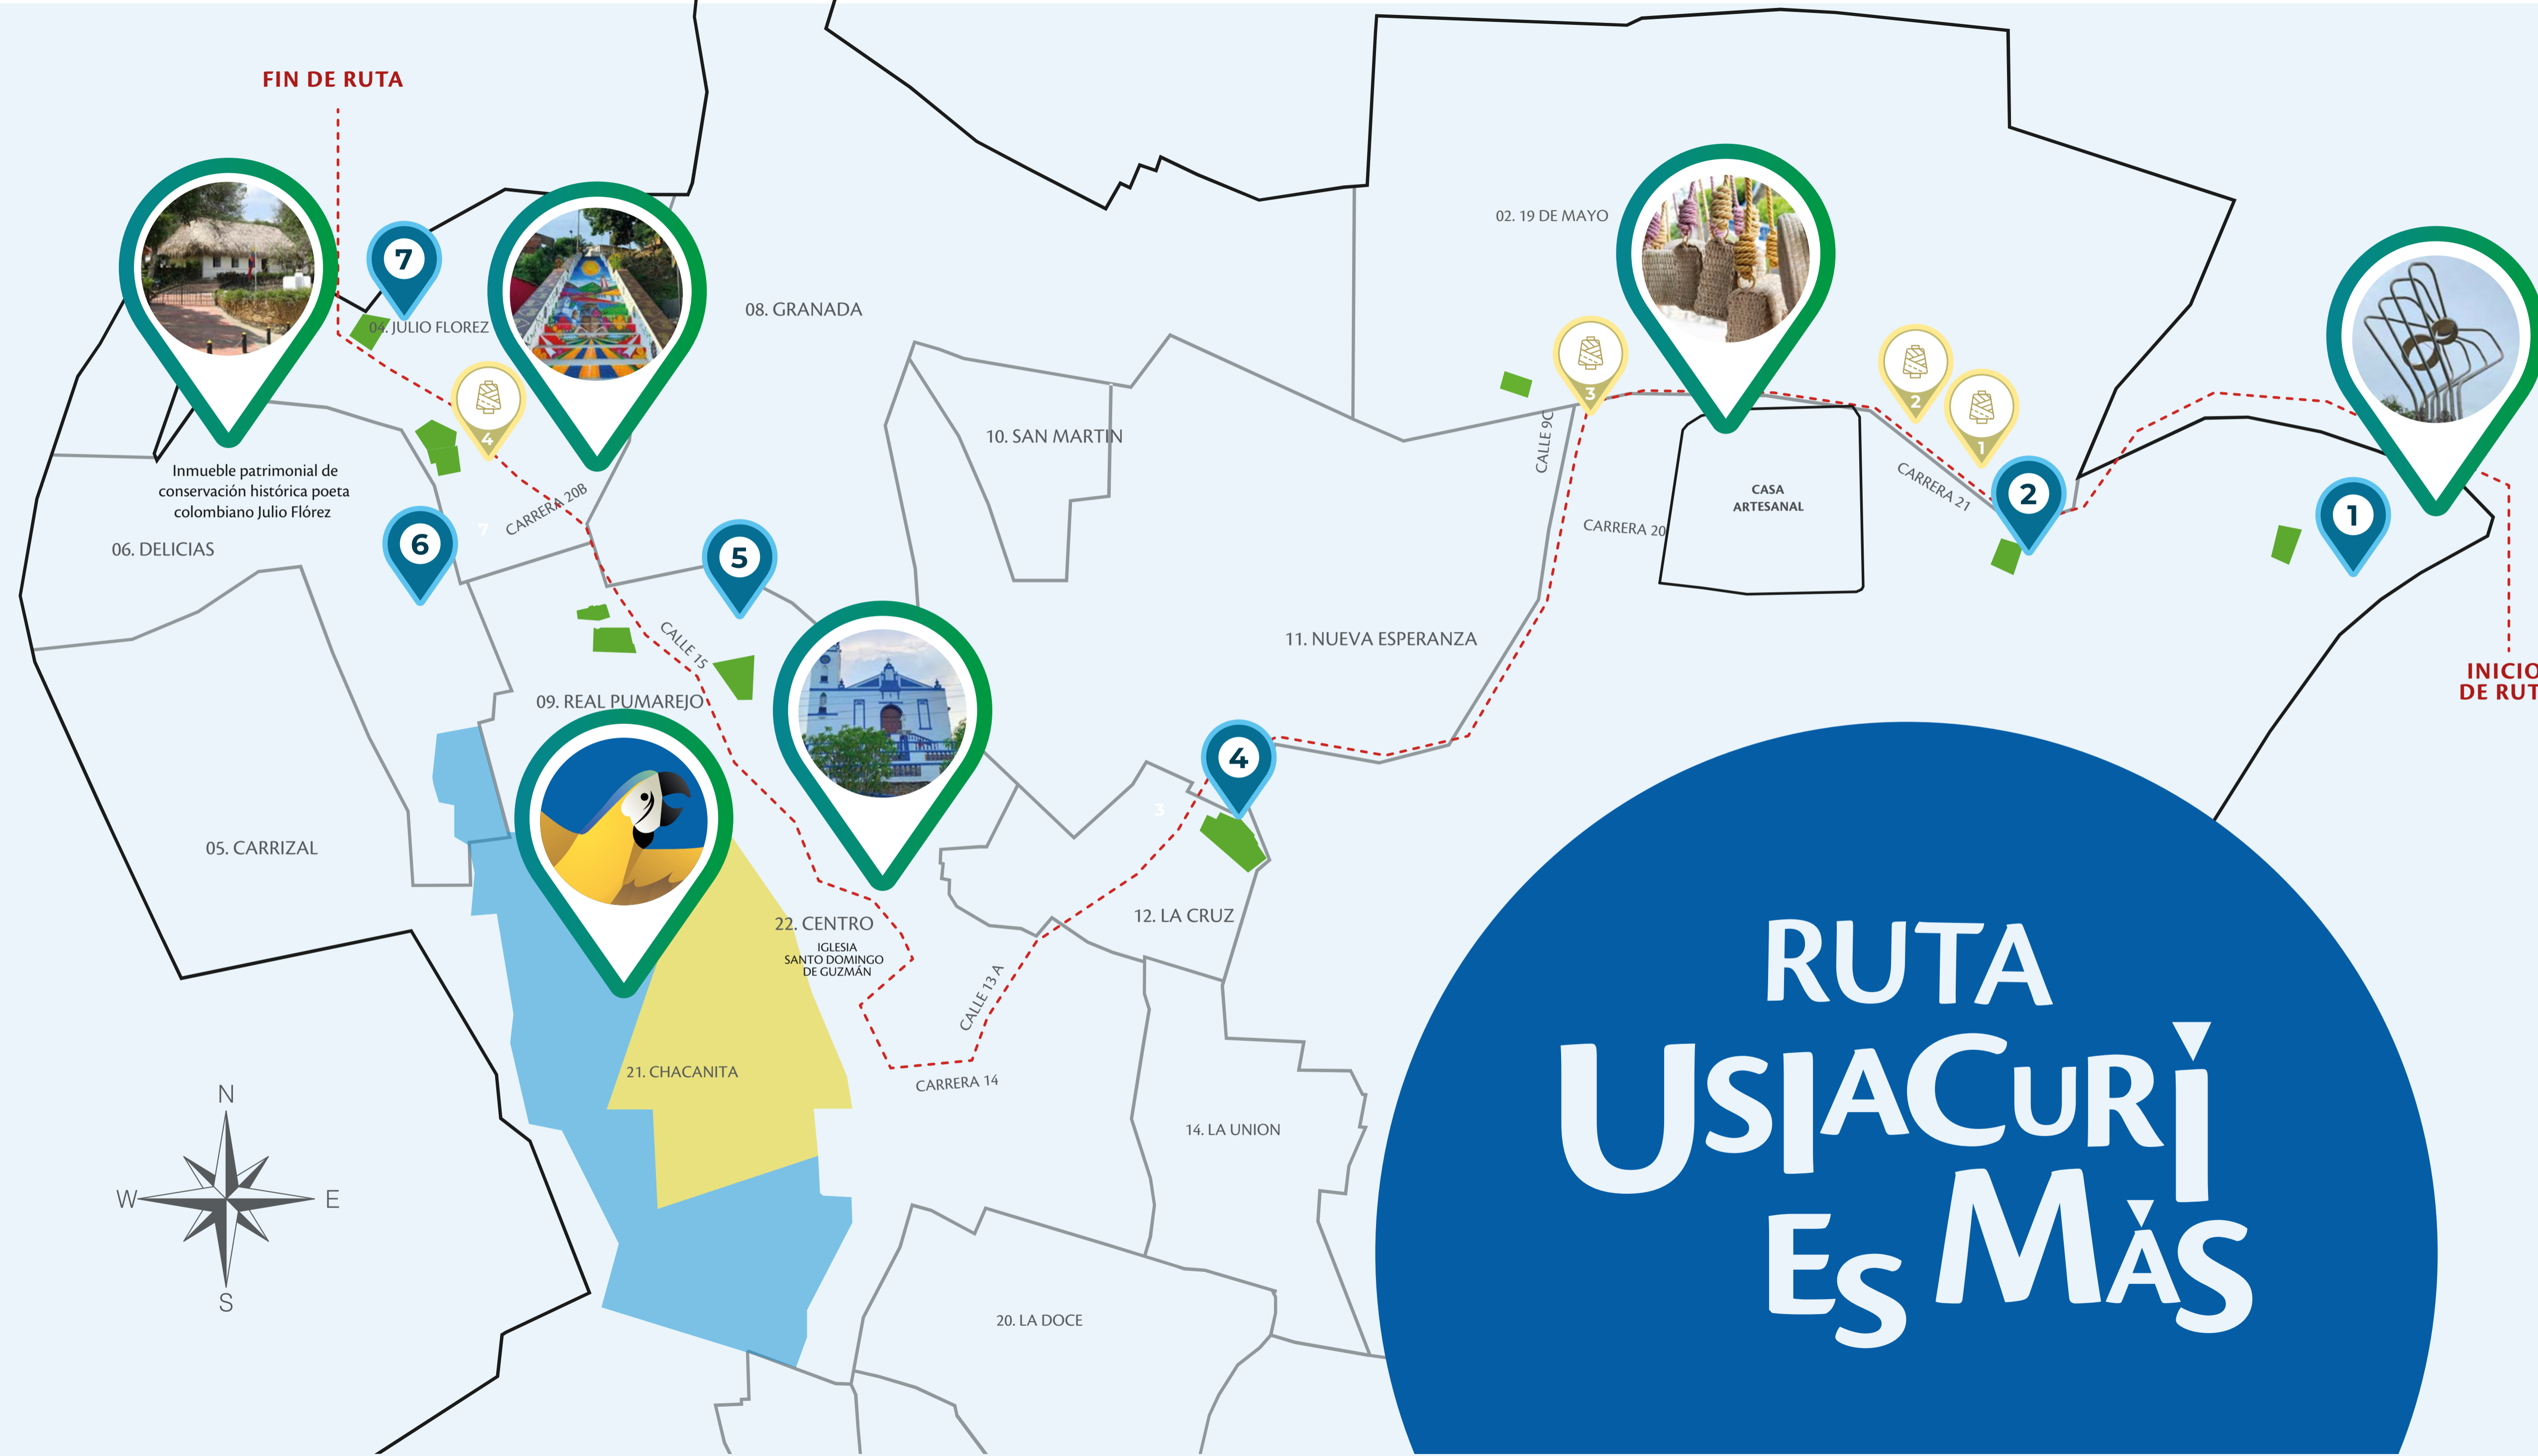 FIN DE RUTA
7
04. JULIO FLOREZ
02. 19 DE MAYO
08. GRANADA
3
2
1
4
10. SAN MARTIN
CALLE 9C
CASA
ARTESANAL
CARRERA 21
2
1
CARRERA 20
Inmueble patrimonial de
conservación histórica poeta
colombiano Julio Flórez
06. DELICIAS
6
7
CARRERA 20B
5
CALLE 15
11. NUEVA ESPERANZA
INICIO
DE RUT
09. REAL PUMAREJO
4
3
05. CARRIZAL
22. CENTRO
IGLESIA
SANTO DOMINGO
DE GUZMÁN
12. LA CRUZ
CALLE 13 A
21. CHACANITA
CARRERA 14
14. LA UNION
20. LA DOCE
N
W
E
S
RUTA
USIACURÍ
ES MÁS